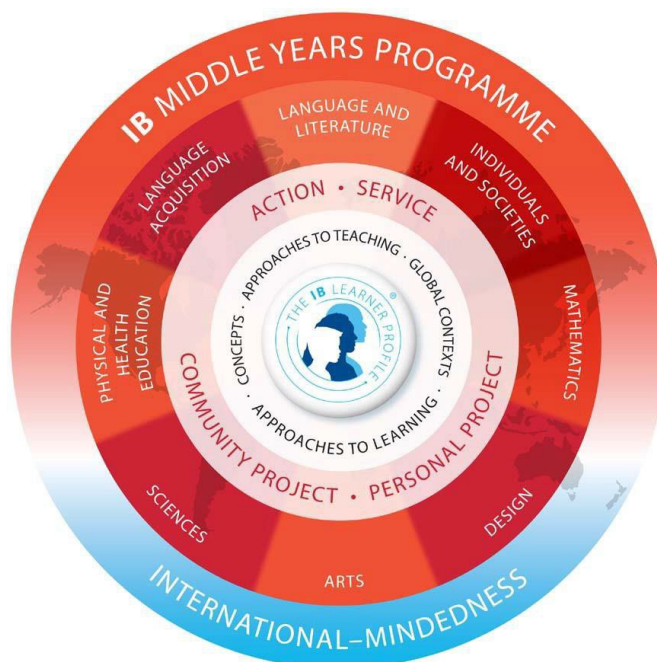 IB MIDDLE YEARS PROGRAMME
LANGUAGE AND
LITERATURE
INDIVIDUALS
AND SOCIETIES
MATHEMATICS
DESIGN
ARTS
SCIENCES
PHYSICAL AND
HEALTH
EDUCATION
LANGUAGE
ACQUISITION
ACTION • SERVICE
COMMUNITY PROJECT • PERSONAL PROJECT
APPROACHES TO TEACHING · GLOBAL CONTEXTS ·
APPROACHES TO LEARNING · CONCEPTS ·
THE IB LEARNER PROFILE ®
INTERNATIONAL–MINDEDNESS